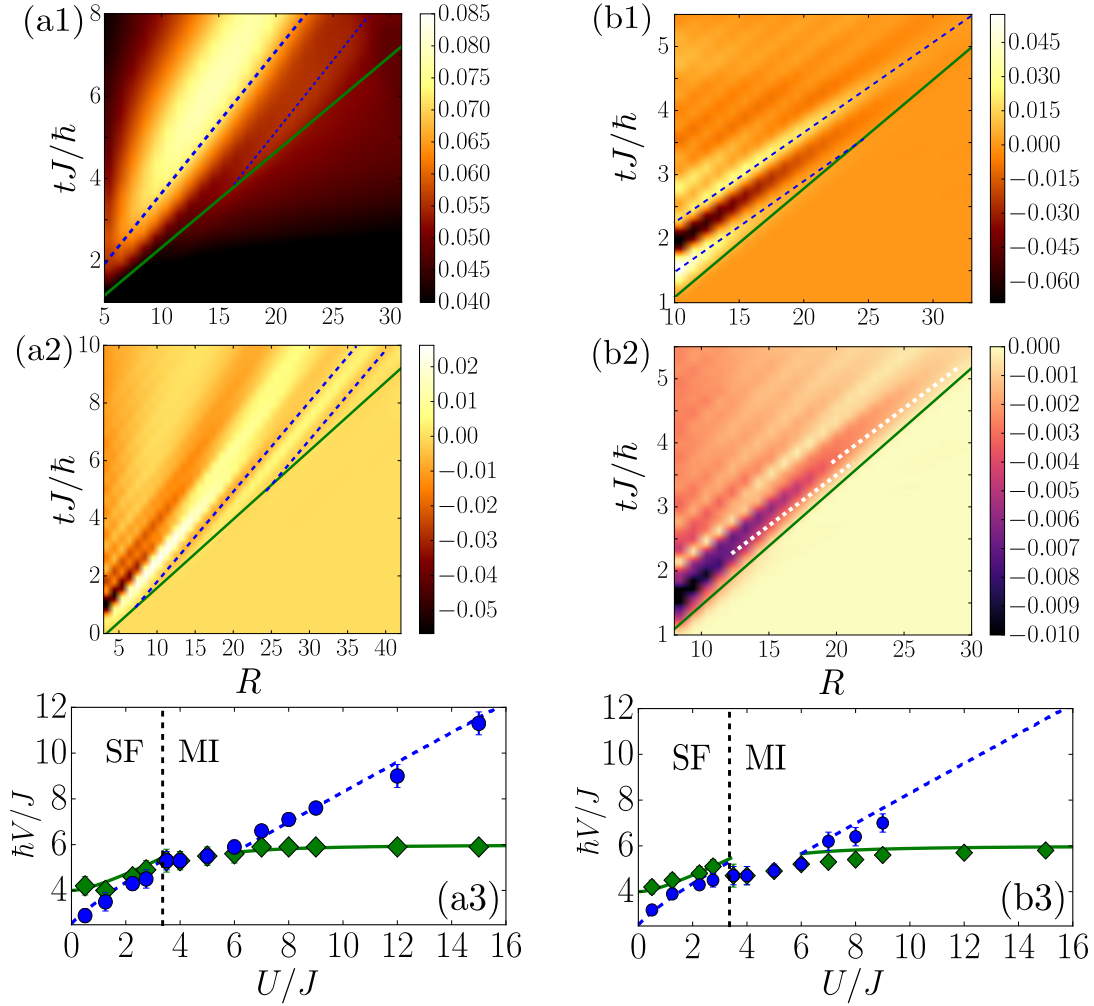 (a1)
tJ/ħ
8
6
4
2
5 10 15 20 25 30
0.085
0.080
0.075
0.070
0.065
0.060
0.055
0.050
0.045
0.040
(b1)
tJ/ħ
5
4
3
2
1
10 15 20 25 30
0.045
0.030
0.015
0.000
−0.015
−0.030
−0.045
−0.060
(a2)
tJ/ħ
10
8
6
4
2
0
5 10 15 20 25 30 35 40
R
0.02
0.01
0.00
−0.01
−0.02
−0.03
−0.04
−0.05
(b2)
tJ/ħ
5
4
3
2
1
10 15 20 25 30
R
0.000
−0.001
−0.002
−0.003
−0.004
−0.005
−0.006
−0.007
−0.008
−0.009
−0.010
ħV/J
12
10
8
6
4
SF MI
(a3)
0 2 4 6 8 10 12 14 16
U/J
ħV/J
12
10
8
6
4
SF MI
(b3)
0 2 4 6 8 10 12 14 16
U/J